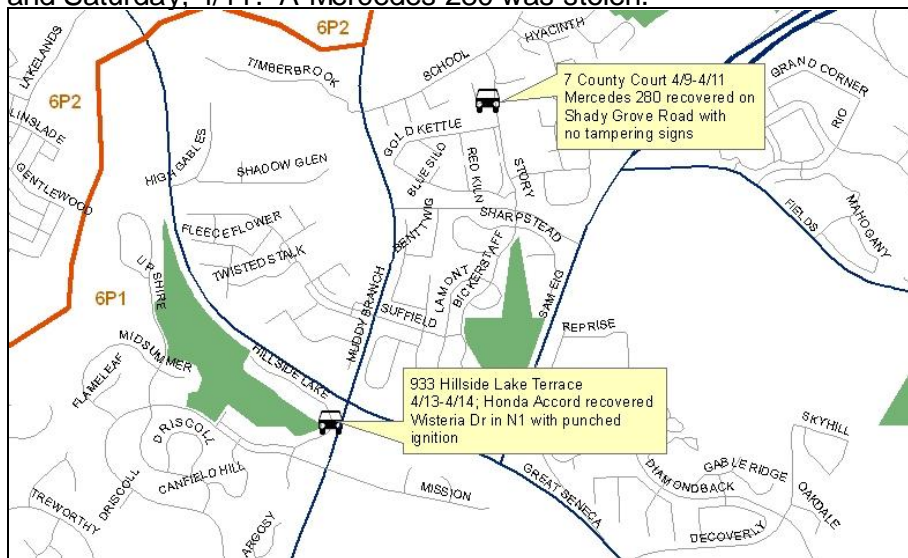 and Saturday, 4/11. A Mercedes 280 was stolen.
6P2
HYACINTH
LAKELANDS
SCHOOL
TIMBERBROOK
7 County Court 4/9-4/11
Mercedes 280 recovered on
Shady Grove Road with
no tampering signs
GRAND CORNER
RIO
6P2
LINSLADE
GENTLEWOOD
HIGH GABLES
GOLD KETTLE
BLUE SILO
RED KILN
STORY
SHADOW GLEN
FIELDS
MAHOGANY
FLEECEFLOWER
BENTTWIG
SHARPSTEAD
TWISTED STALK
UPSHIRE
LAMONT
BICKERSTAFF
SAM EIG
6P1
MUDDY BRANCH
SUFFIELD
REPRISE
MIDSUMMER
HILLSIDE LAKE
FLAMELEAF
933 Hillside Lake Terrace
4/13-4/14; Honda Accord recovered
Wisteria Dr in N1 with punched
ignition
SKYHILL
DRISCOLL
DRISCOLL
CANFIELD HILL
MISSION
GREAT SENECA
DIAMONDBACK
GABLE RIDGE
OAKDALE
TREWORTHY
ARGOSY
DECOVERLY